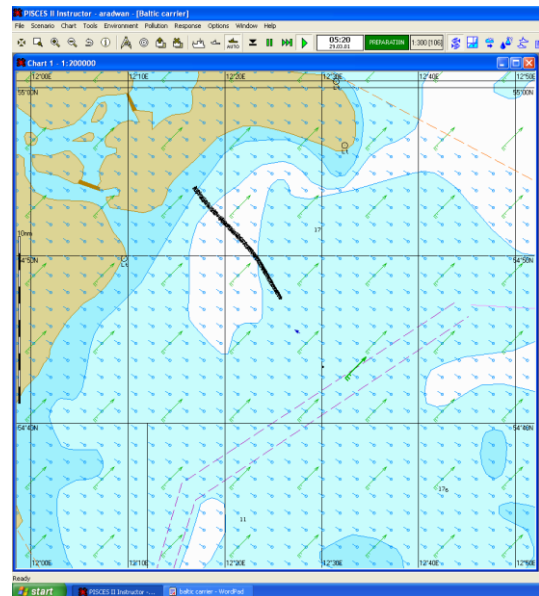 PISCES II Instructor - aradwan - [Baltic carrier]
File Scenario Chart Tools Environment Pollution Response Options Window Help
AUTO 05:20 29.03.01 PREPARATION 1:300 [106]
Chart 1 - 1:200000
12°00E 12°10E 12°20E 12°30E 12°40E 12°50E
55°00N 55°00N
17
10nm
54°50N 54°50N
54°40N 54°40N
17₆
11
12°00E 12°10E 12°20E 12°30E 12°40E 12°50E
Ready
start PISCES II Instructor -... baltic carrier - WordPad